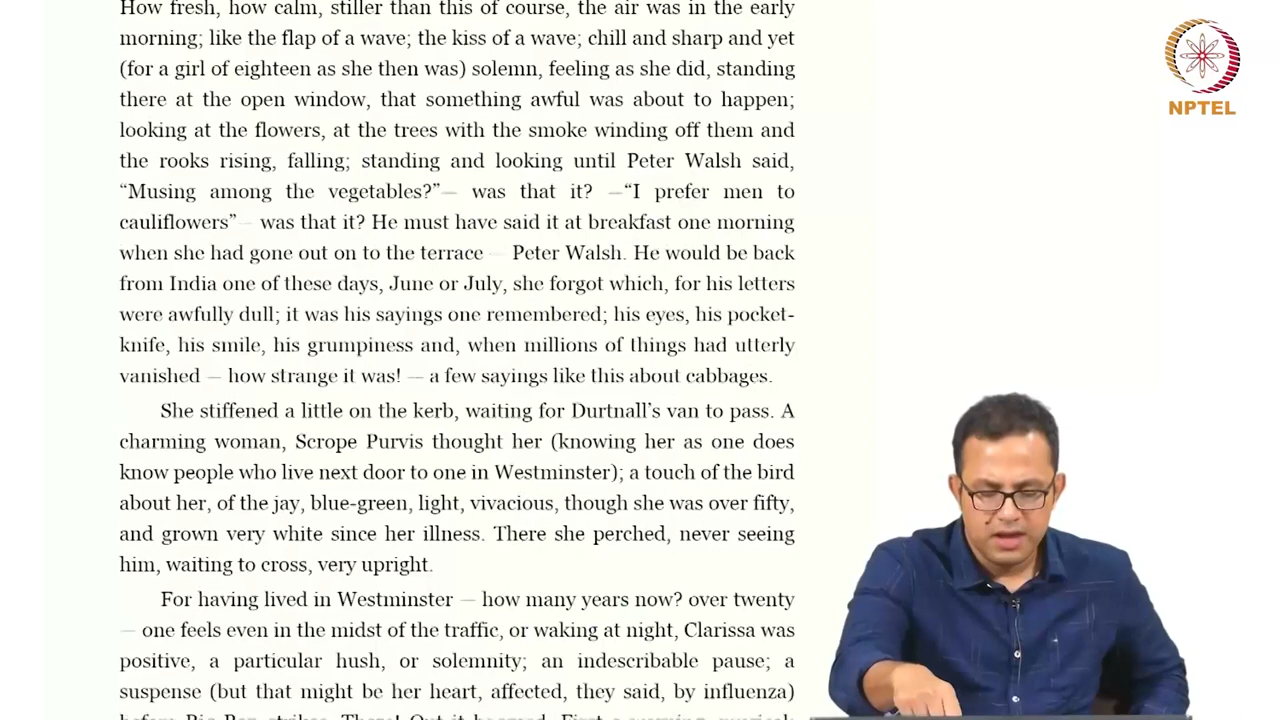 How fresh, how calm, stiller than this of course, the air was in the early
morning; like the flap of a wave; the kiss of a wave; chill and sharp and yet
(for a girl of eighteen as she then was) solemn, feeling as she did, standing
there at the open window, that something awful was about to happen;
looking at the flowers, at the trees with the smoke winding off them and
the rooks rising, falling; standing and looking until Peter Walsh said,
“Musing among the vegetables?”— was that it? —“I prefer men to
cauliflowers”— was that it? He must have said it at breakfast one morning
when she had gone out on to the terrace — Peter Walsh. He would be back
from India one of these days, June or July, she forgot which, for his letters
were awfully dull; it was his sayings one remembered; his eyes, his pocket-
knife, his smile, his grumpiness and, when millions of things had utterly
vanished — how strange it was! — a few sayings like this about cabbages.
She stiffened a little on the kerb, waiting for Durtnall’s van to pass. A
charming woman, Scrope Purvis thought her (knowing her as one does
know people who live next door to one in Westminster); a touch of the bird
about her, of the jay, blue-green, light, vivacious, though she was over fifty,
and grown very white since her illness. There she perched, never seeing
him, waiting to cross, very upright.
For having lived in Westminster — how many years now? over twenty
— one feels even in the midst of the traffic, or waking at night, Clarissa was
positive, a particular hush, or solemnity; an indescribable pause; a
suspense (but that might be her heart, affected, they said, by influenza)
before Big Ben strikes. There! Out it boomed. First a warning, musical;
NPTEL